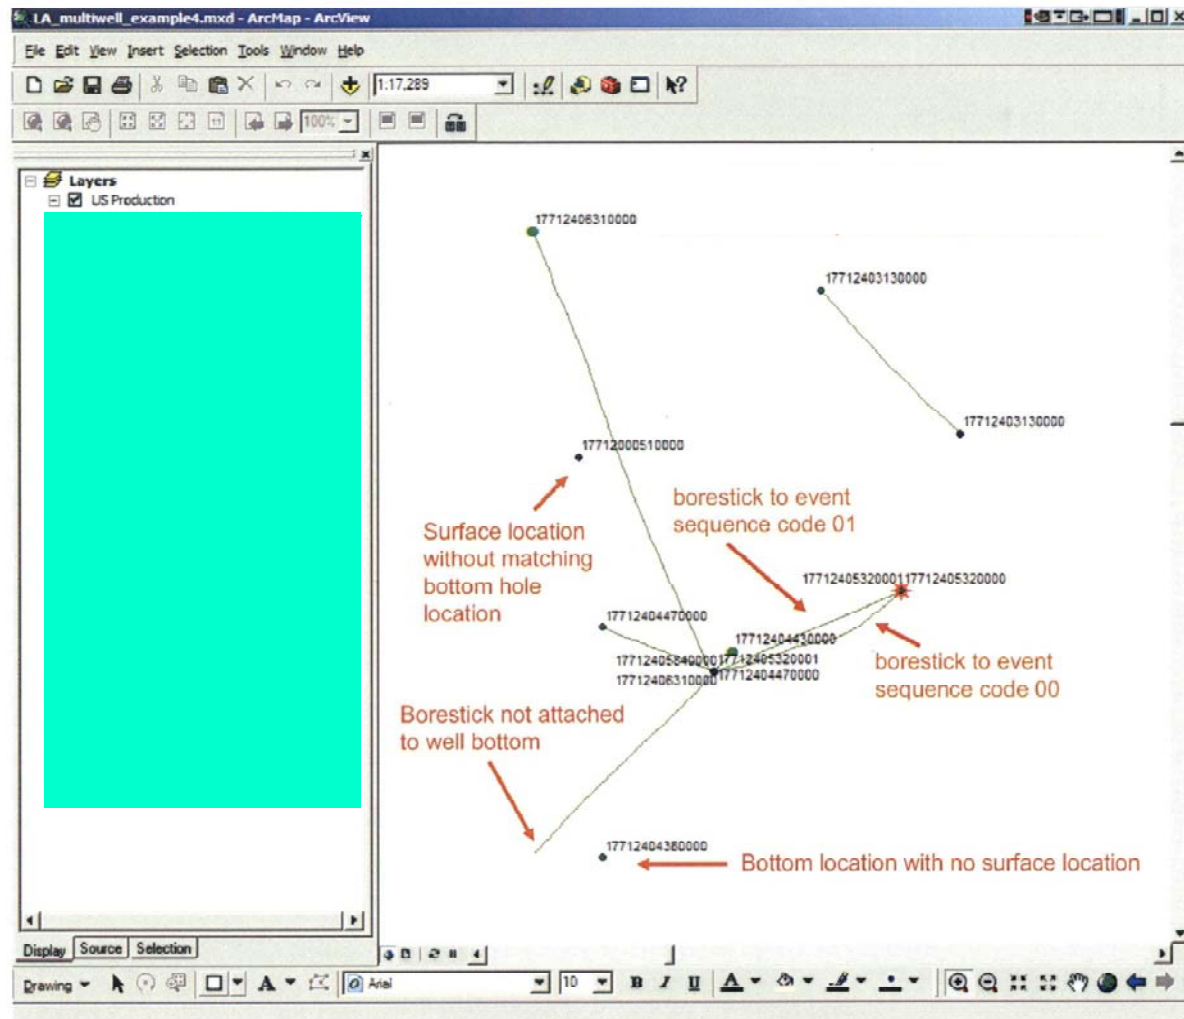 LA_multiwell_example4.mxd - ArcMap - ArcView
File Edit View Insert Selection Tools Window Help
1:17,289
100%
Layers
US Production
17712406310000
17712403130000
17712403130000
17712000510000
borestick to event
sequence code 01
Surface location
without matching
bottom hole
location
17712405320001 17712405320000
17712404470000
17712404430000
17712405840000 17712405320001
17712406310000 17712404470000
borestick to event
sequence code 00
Borestick not attached
to well bottom
17712404380000
Bottom location with no surface location
Display Source Selection
Drawing A Arial 10 B I U A